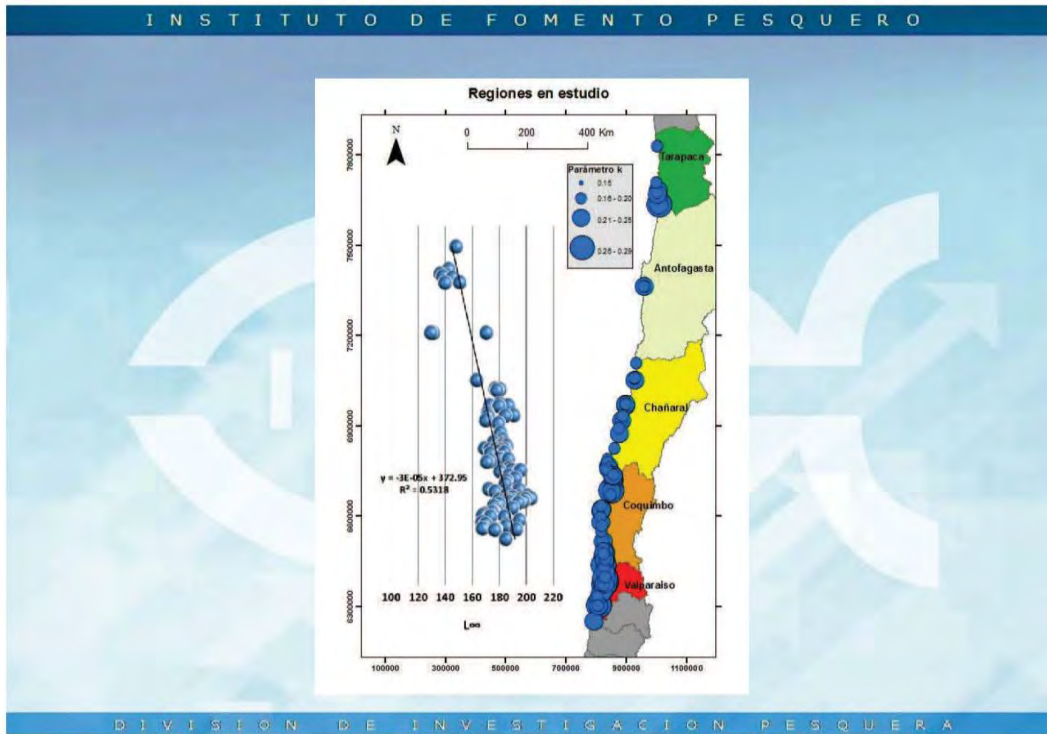 INSTITUTO DE FOMENTO PESQUERO
Regiones en estudio
N
0 200 400 Km
Parámetro k
0.15
0.16 - 0.20
0.21 - 0.25
0.26 - 0.29
Tarapaca
Antofagasta
Chañaral
Coquimbo
Valparaiso
7800000
7500000
7200000
6900000
6600000
6300000
y = -3E-05x + 372.95
R² = 0.5318
100 120 140 160 180 200 220
L∞
100000 300000 500000 700000 900000 1100000
DIVISION DE INVESTIGACION PESQUERA